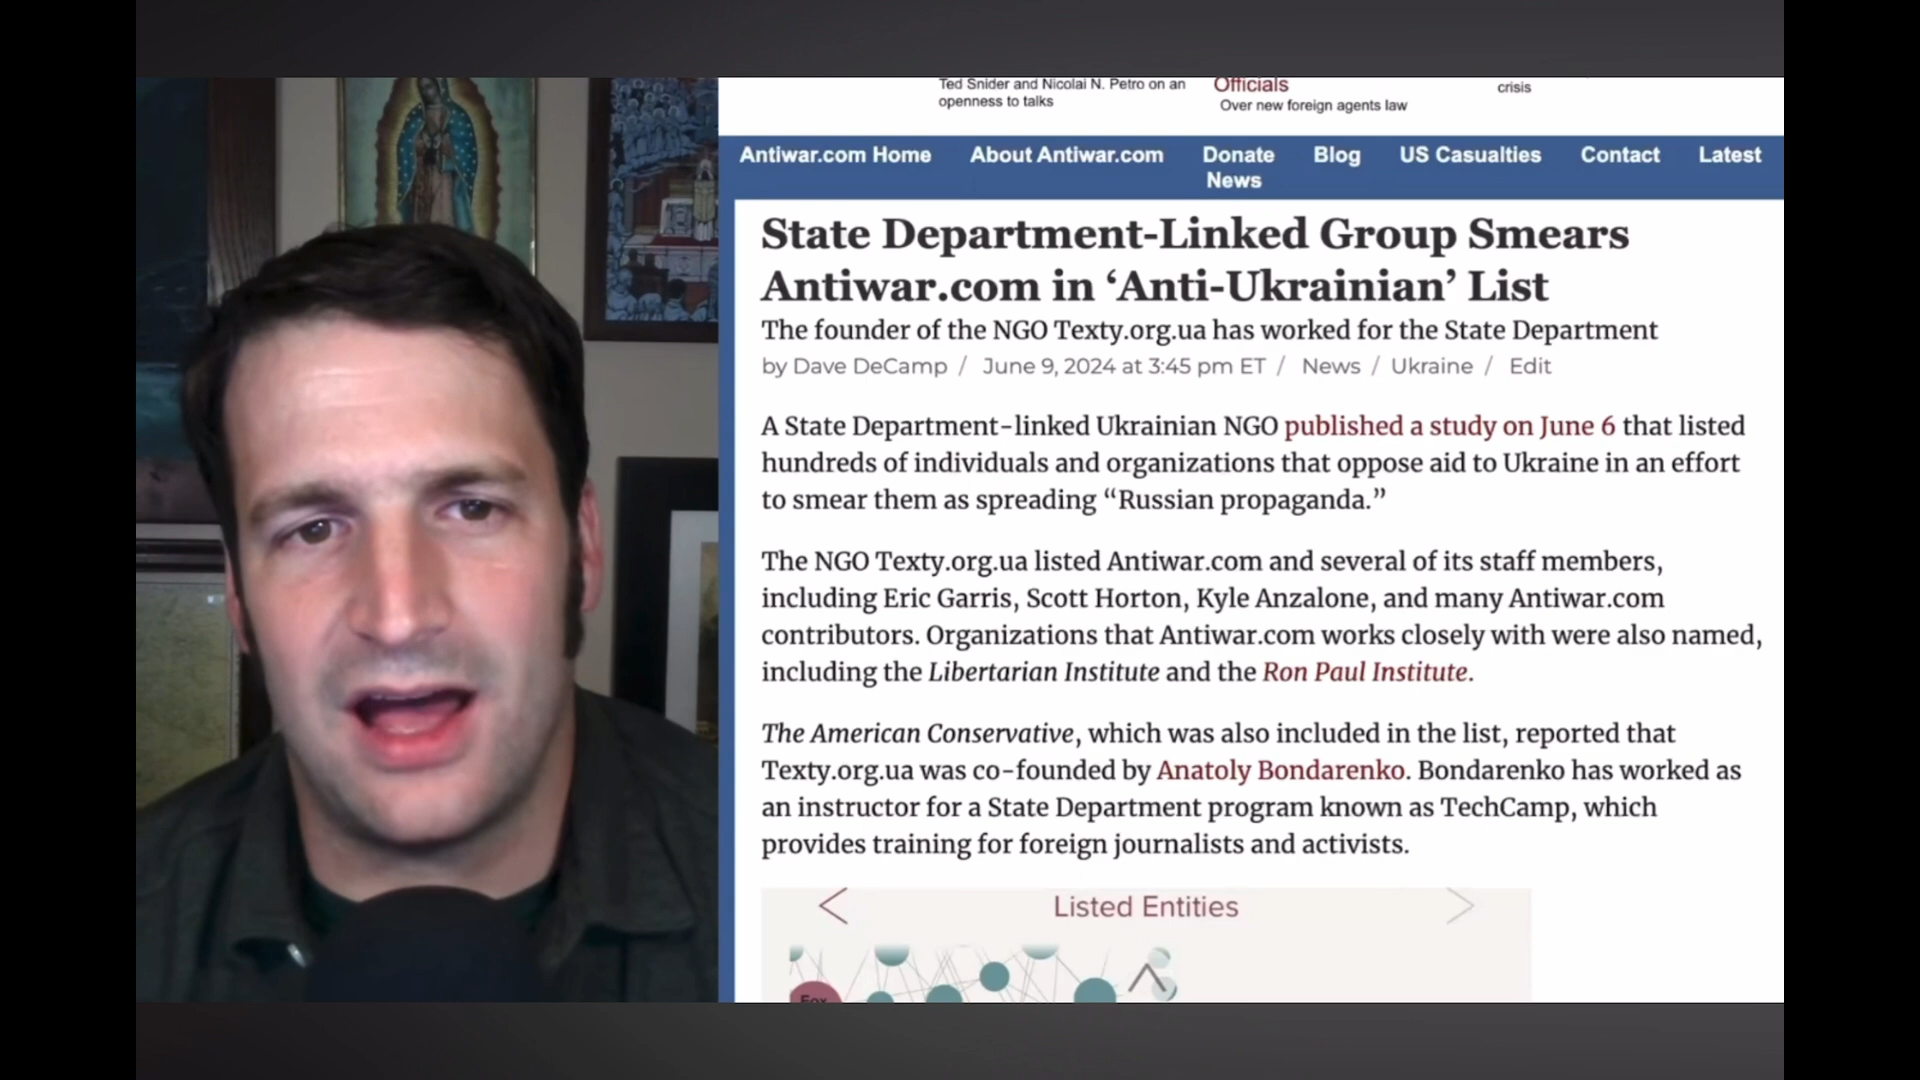 Ted Snider and Nicolai N. Petro on an
openness to talks
Officials
Over new foreign agents law
crisis
Antiwar.com Home About Antiwar.com Donate News Blog US Casualties Contact Latest
State Department-Linked Group Smears
Antiwar.com in ‘Anti-Ukrainian’ List
The founder of the NGO Texty.org.ua has worked for the State Department
by Dave DeCamp / June 9, 2024 at 3:45 pm ET / News / Ukraine / Edit
A State Department-linked Ukrainian NGO published a study on June 6 that listed
hundreds of individuals and organizations that oppose aid to Ukraine in an effort
to smear them as spreading “Russian propaganda.”
The NGO Texty.org.ua listed Antiwar.com and several of its staff members,
including Eric Garris, Scott Horton, Kyle Anzalone, and many Antiwar.com
contributors. Organizations that Antiwar.com works closely with were also named,
including the Libertarian Institute and the Ron Paul Institute.
The American Conservative, which was also included in the list, reported that
Texty.org.ua was co-founded by Anatoly Bondarenko. Bondarenko has worked as
an instructor for a State Department program known as TechCamp, which
provides training for foreign journalists and activists.
Listed Entities
Fox